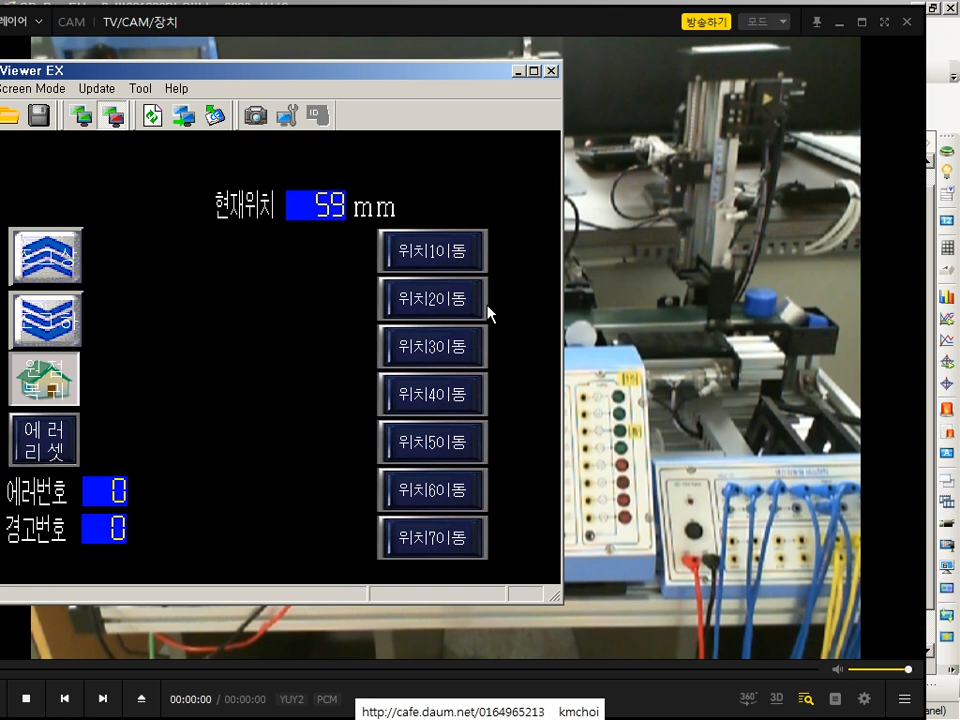 레이어 CAM TV/CAM/장치 방송하기 모드
Viewer EX
Screen Mode Update Tool Help
현재위치 59 mm
위치1이동
위치2이동
위치3이동
위치4이동
위치5이동
위치6이동
위치7이동
원점
복귀
에러
리셋
에러번호 0
경고번호 0
00:00:00 / 00:00:00 YUY2 PCM
360° 3D
http://cafe.daum.net/0164965213 kmchoi
anel)